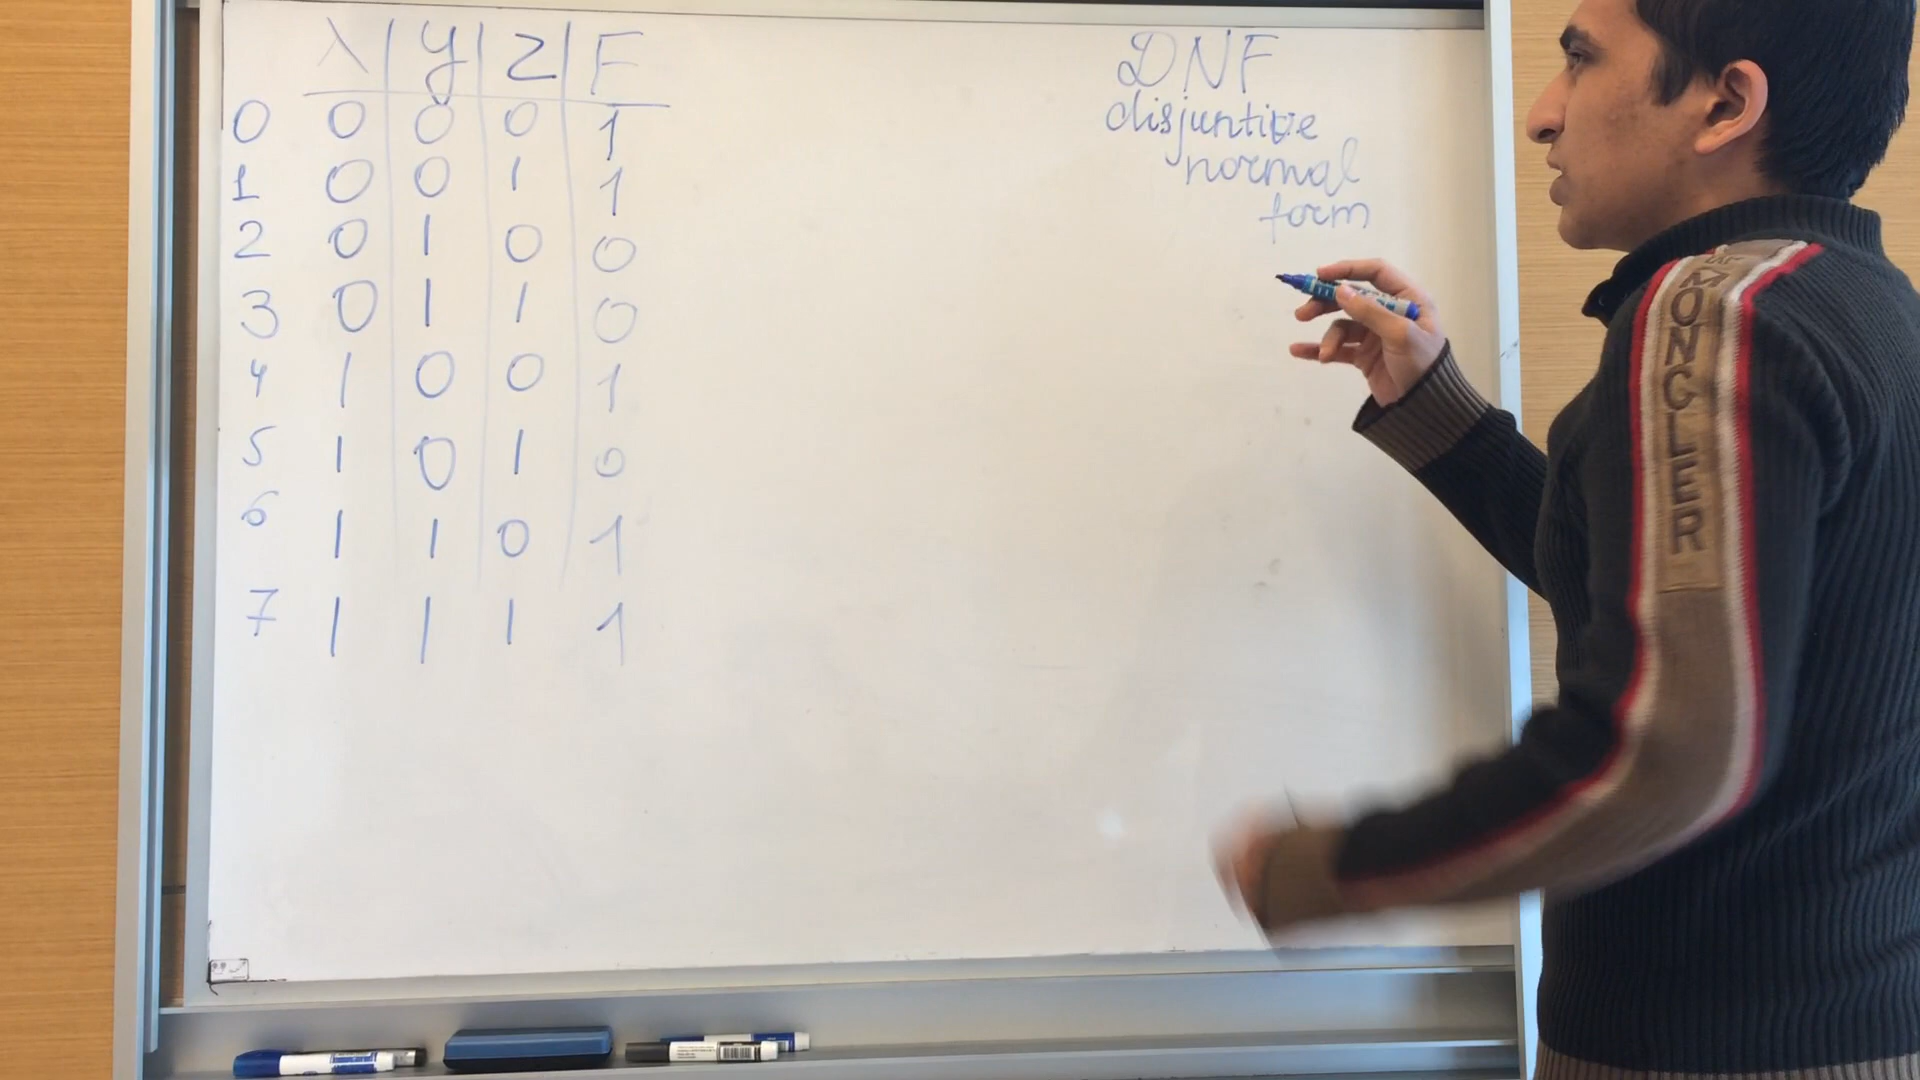 x y z F
0 0 0 0 1
1 0 0 1 1
2 0 1 0 0
3 0 1 1 0
4 1 0 0 1
5 1 0 1 0
6 1 1 0 1
7 1 1 1 1
DNF
disjuntive
normal
form
MONCLER